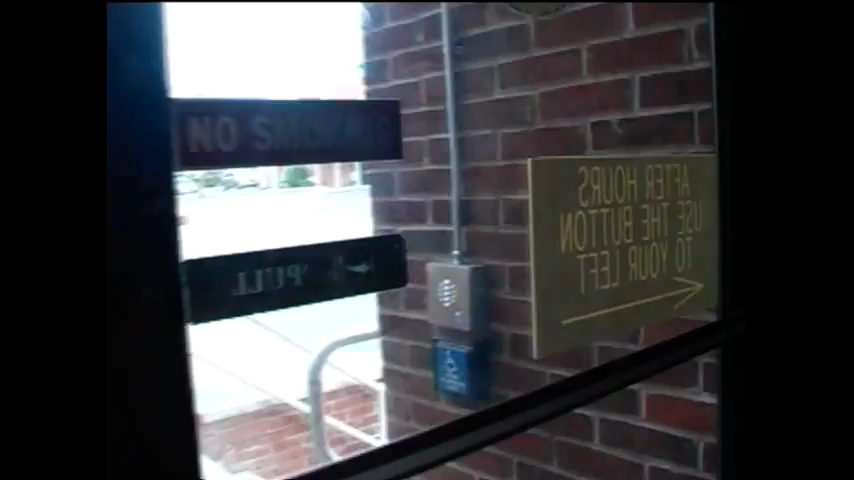 NO SMOKING
PULL
AFTER HOURS
USE THE BUTTON
TO YOUR LEFT